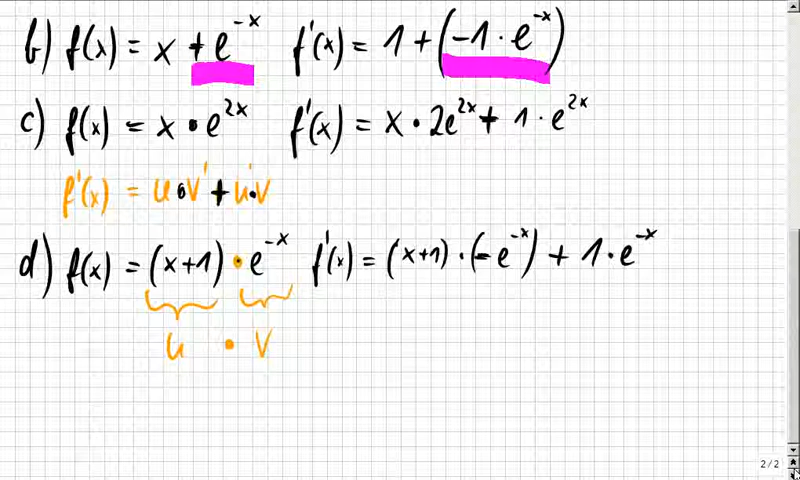 b) f(x) = x + e^{-x} f'(x) = 1 + (-1 · e^{-x})
c) f(x) = x · e^{2x} f'(x) = x · 2e^{2x} + 1 · e^{2x}
f'(x) = u · v' + u' · v
d) f(x) = (x+1) · e^{-x} f'(x) = (x+1) · (-e^{-x}) + 1 · e^{-x}
u · v
2 / 2